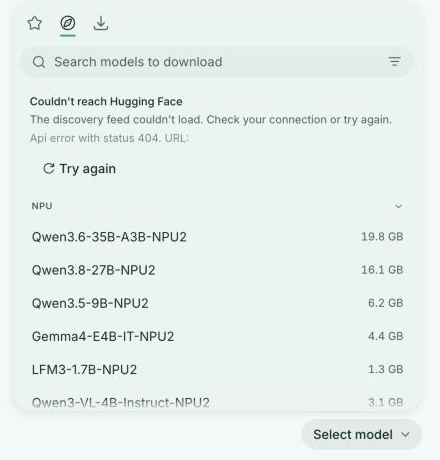 Search models to download
Couldn't reach Hugging Face
The discovery feed couldn't load. Check your connection or try again.
Api error with status 404. URL:
Try again
NPU
Qwen3.6-35B-A3B-NPU2 19.8 GB
Qwen3.8-27B-NPU2 16.1 GB
Qwen3.5-9B-NPU2 6.2 GB
Gemma4-E4B-IT-NPU2 4.4 GB
LFM3-1.7B-NPU2 1.3 GB
Qwen3-VL-4B-Instruct-NPU2 3.1 GB
Select model